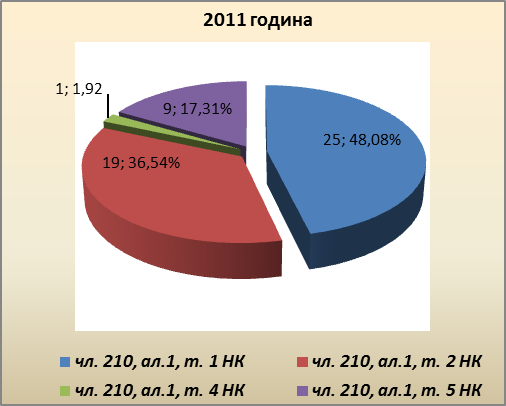 2011 година
1; 1,92
9; 17,31%
25; 48,08%
19; 36,54%
чл. 210, ал.1, т. 1 НК
чл. 210, ал.1, т. 2 НК
чл. 210, ал.1, т. 4 НК
чл. 210, ал.1, т. 5 НК